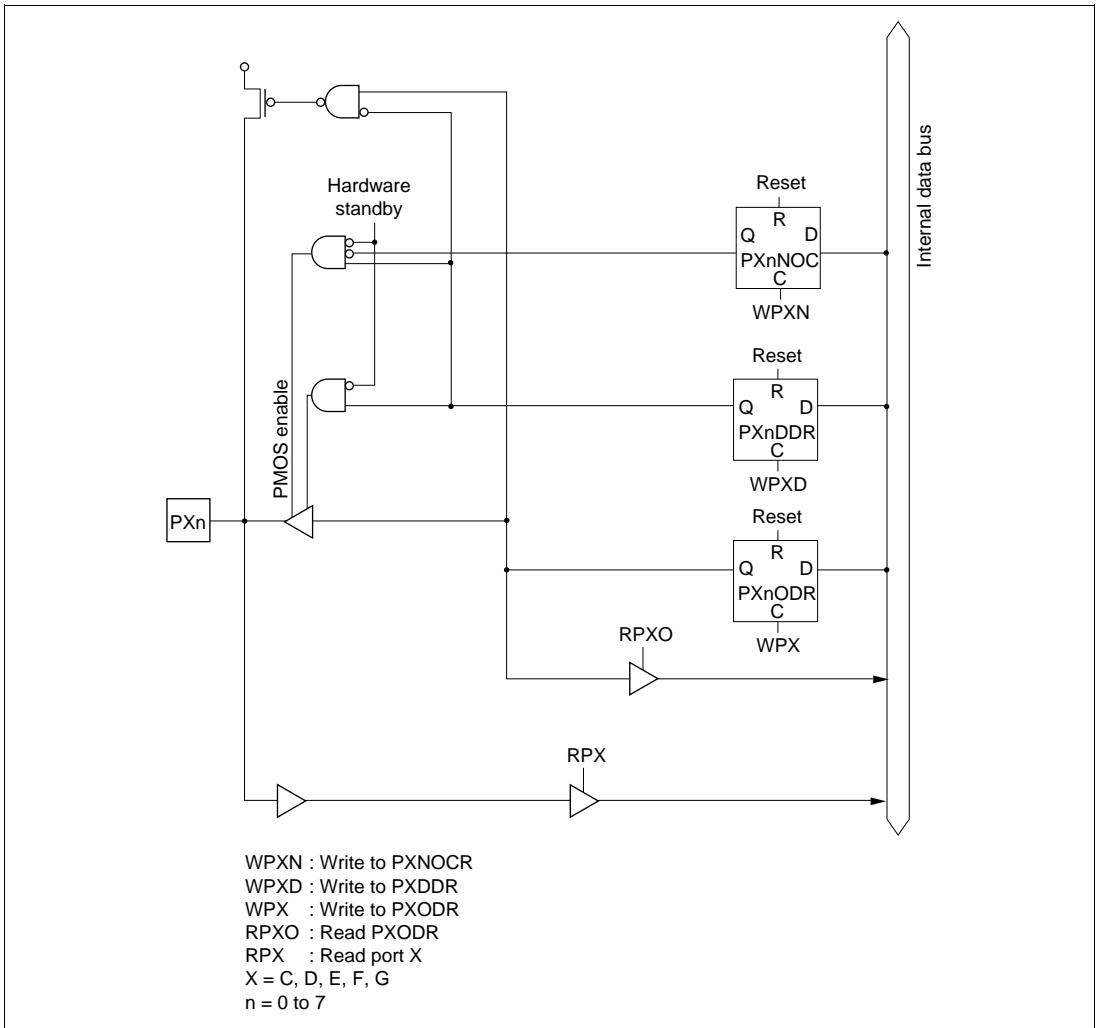 Internal data bus
Hardware
standby
Reset
R
Q D
PXnNOC
C
WPXN
Reset
R
Q D
PXnDDR
C
WPXD
PMOS enable
PXn
Reset
R
Q D
PXnODR
C
WPX
RPXO
RPX
WPXN : Write to PXNOCR
WPXD : Write to PXDDR
WPX : Write to PXODR
RPXO : Read PXODR
RPX : Read port X
X = C, D, E, F, G
n = 0 to 7